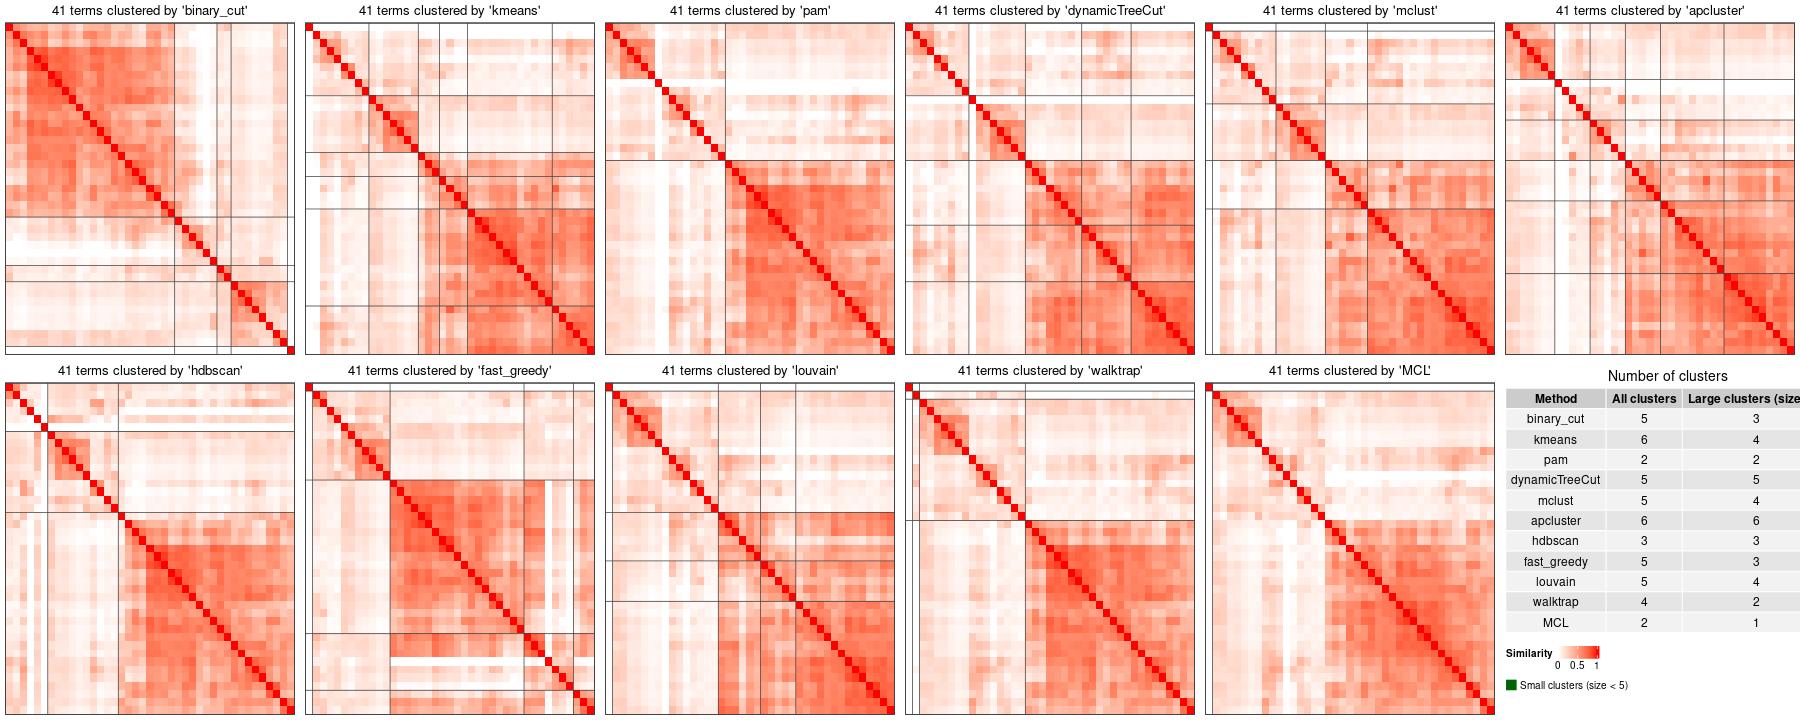 41 terms clustered by 'binary_cut'
41 terms clustered by 'kmeans'
41 terms clustered by 'pam'
41 terms clustered by 'dynamicTreeCut'
41 terms clustered by 'mclust'
41 terms clustered by 'apcluster'
41 terms clustered by 'hdbscan'
41 terms clustered by 'fast_greedy'
41 terms clustered by 'louvain'
41 terms clustered by 'walktrap'
41 terms clustered by 'MCL'
Number of clusters
Method All clusters Large clusters (size
binary_cut 5 3
kmeans 6 4
pam 2 2
dynamicTreeCut 5 5
mclust 5 4
apcluster 6 6
hdbscan 3 3
fast_greedy 5 3
louvain 5 4
walktrap 4 2
MCL 2 1
Similarity
0 0.5 1
Small clusters (size < 5)